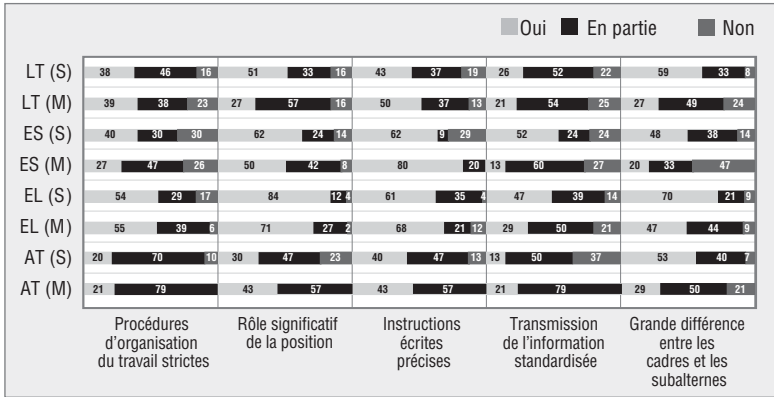 Oui En partie Non
LT (S) 38 46 16 51 33 16 43 37 19 26 52 22 59 33 8
LT (M) 39 38 23 27 57 16 50 37 13 21 54 25 27 49 24
ES (S) 40 30 30 62 24 14 62 9 29 52 24 24 48 38 14
ES (M) 27 47 26 50 42 8 80 20 13 60 27 20 33 47
EL (S) 54 29 17 84 12 4 61 35 4 47 39 14 70 21 9
EL (M) 55 39 6 71 27 2 68 21 12 29 50 21 47 44 9
AT (S) 20 70 10 30 47 23 40 47 13 13 50 37 53 40 7
AT (M) 21 79 43 57 43 57 21 79 29 50 21
Procédures
d'organisation
du travail strictes
Rôle significatif
de la position
Instructions
écrites
précises
Transmission
de l'information
standardisée
Grande différence
entre les
cadres et les
subalternes